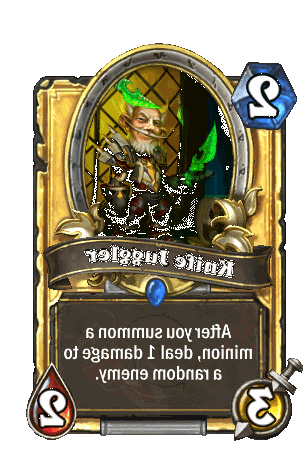 2
Knife Juggler
After you summon a
minion, deal 1 damage to
a random enemy.
3
2